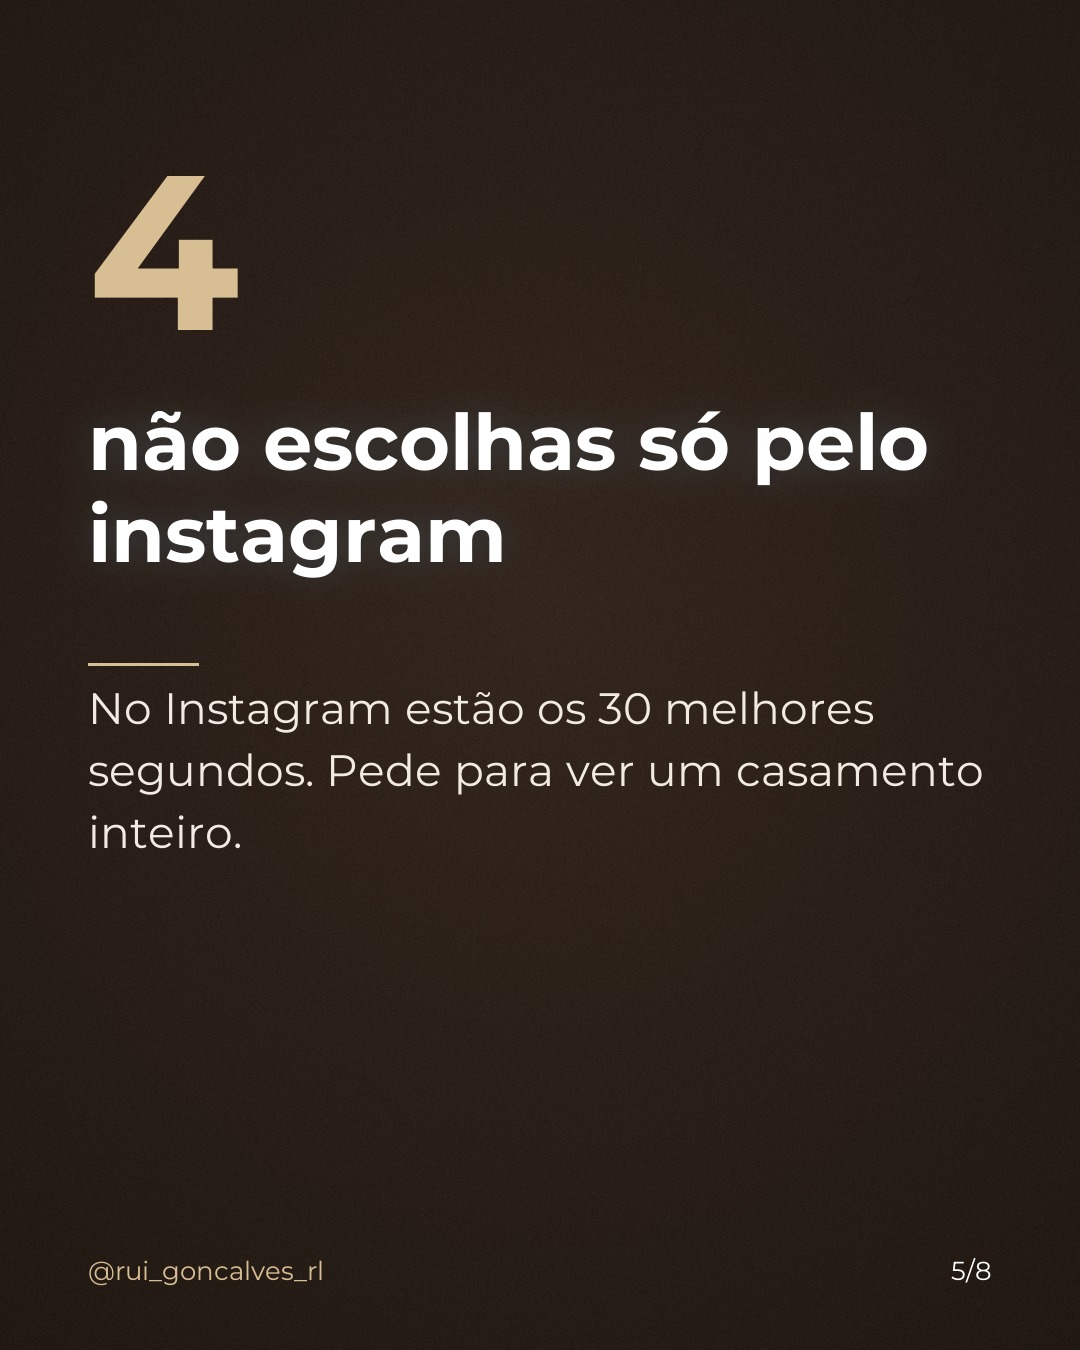 4
não escolhas só pelo
instagram
No Instagram estão os 30 melhores
segundos. Pede para ver um casamento
inteiro.
@rui_goncalves_rl
5/8